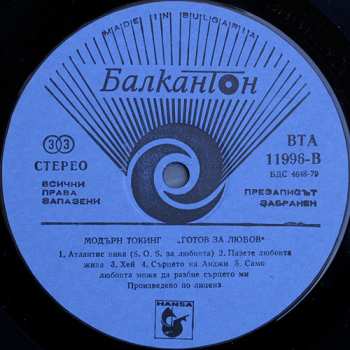 MADE IN BULGARIA
Балкантон
33
СТЕРЕО
ВСИЧКИ
ПРАВА
ЗАПАЗЕНИ
ВТА
11996-В
БДС 4648-79
ПРЕЗАПИСЪТ
ЗАБРАНЕН
МОДЪРН ТОКИНГ „ГОТОВ ЗА ЛЮБОВ"
1. Атлантис вика (S. O. S. за любовта) 2. Пазете любовта
жива 3. Хей 4. Сърцето на Анджи 5. Само
любовта може да разбие сърцето ми
Произведено по лиценз
HANSA